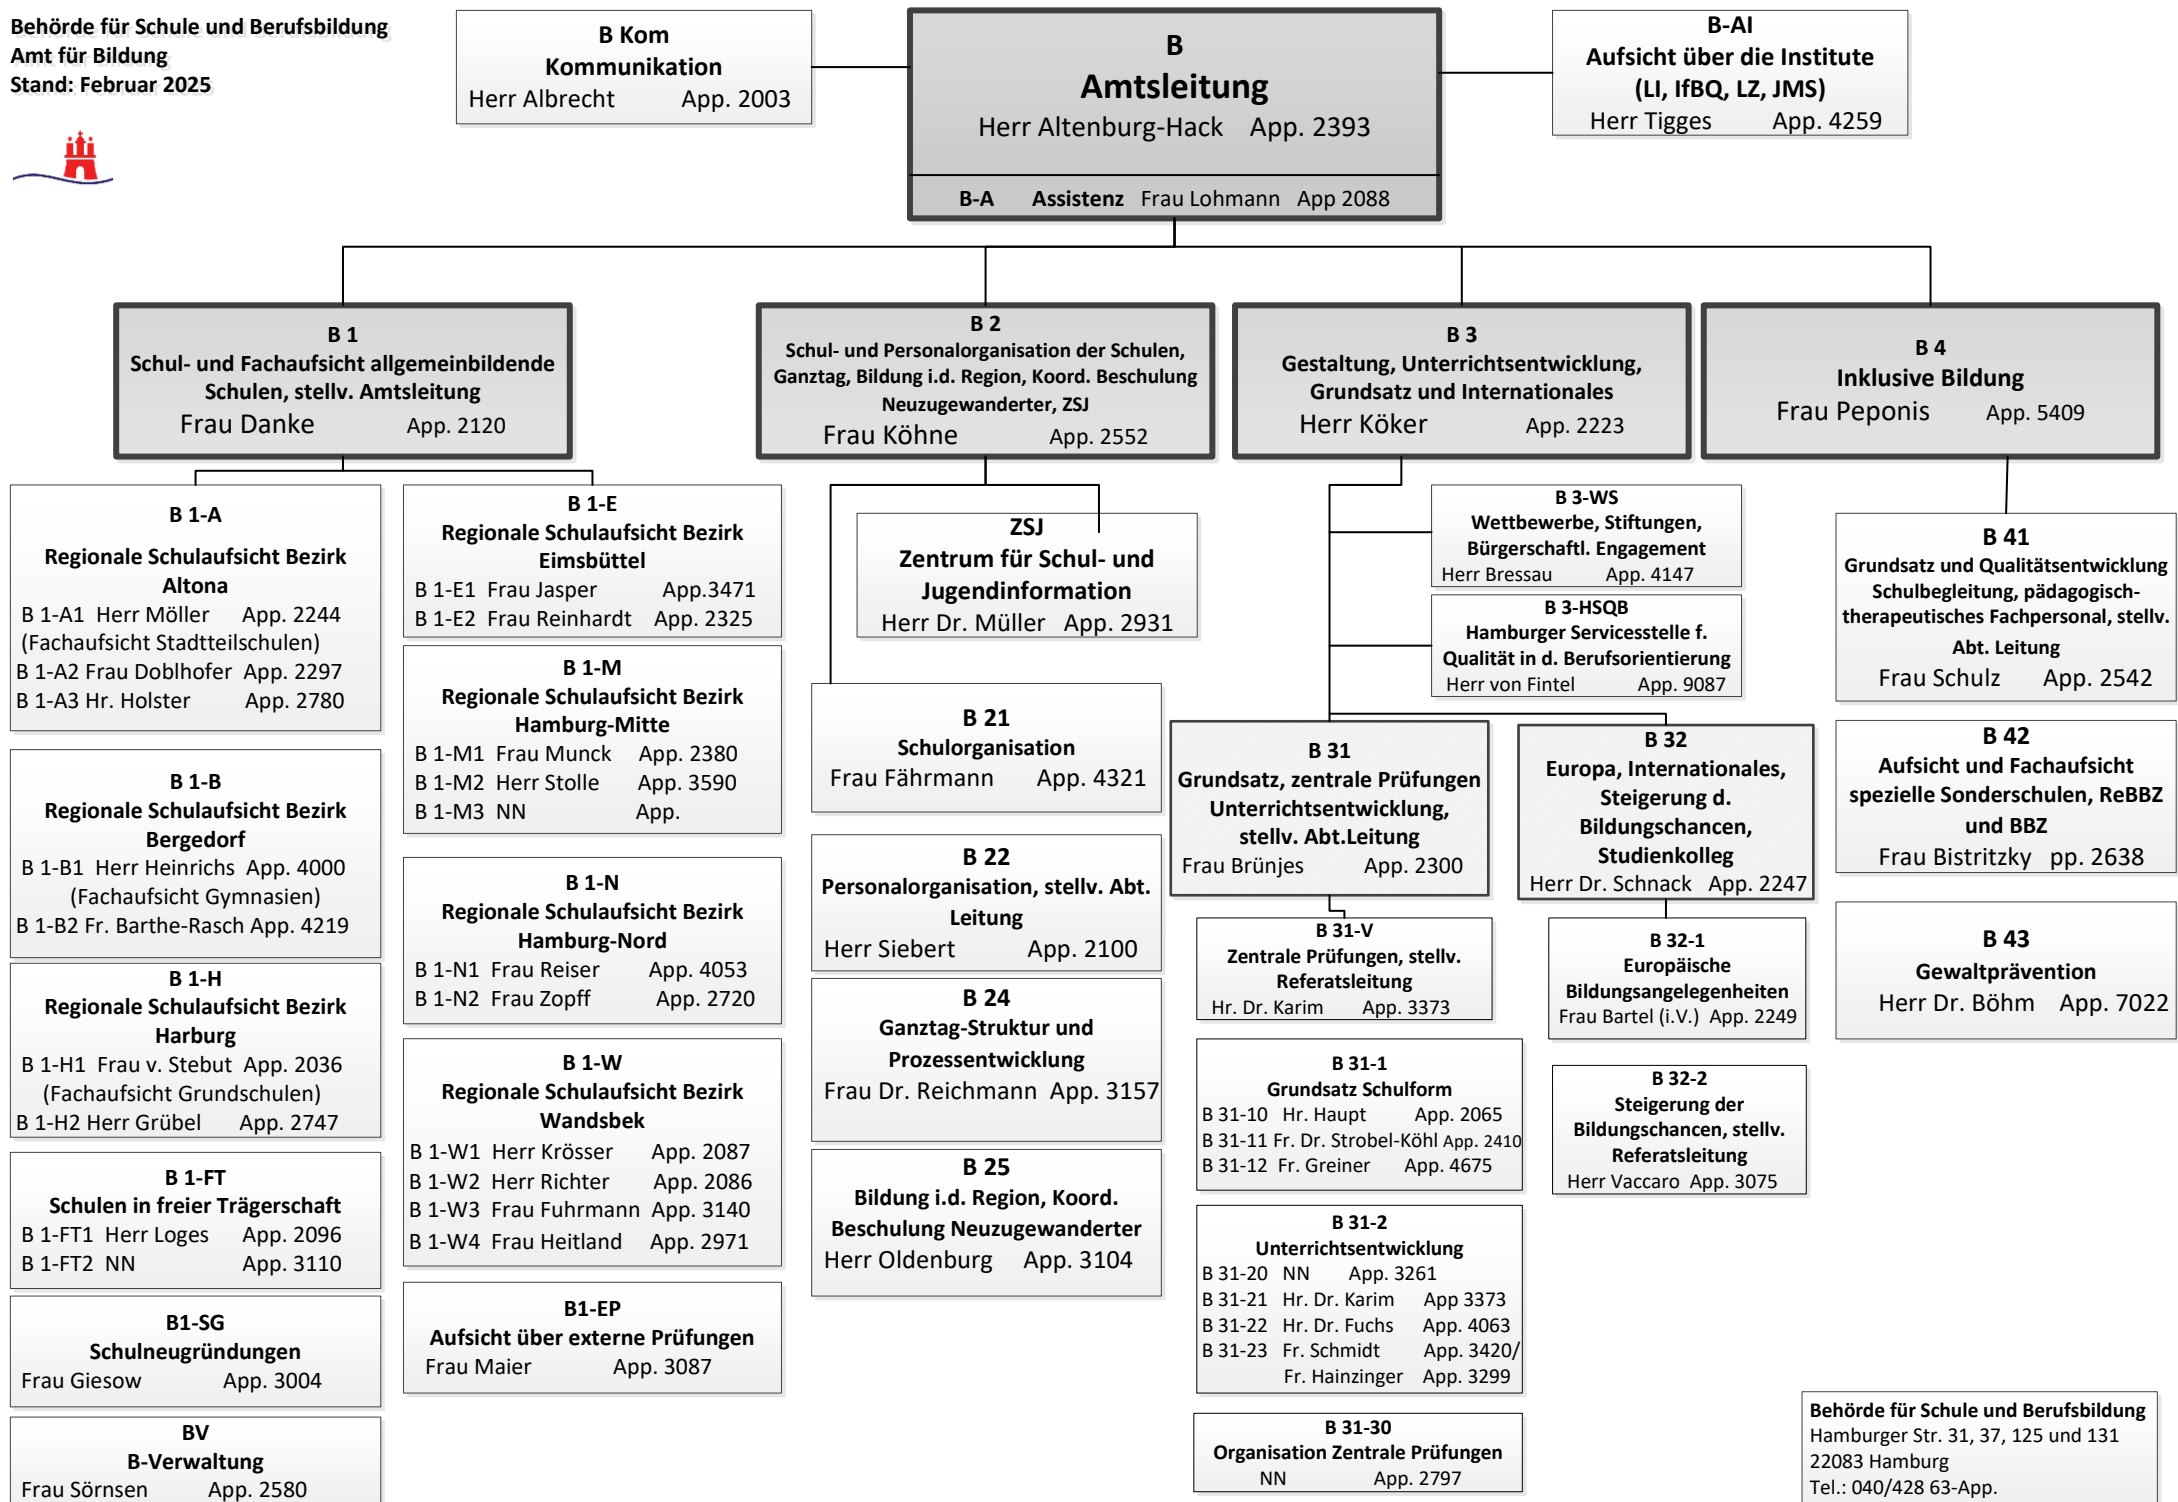 Behörde für Schule und Berufsbildung
Amt für Bildung
Stand: Februar 2025
B Kom
Kommunikation
Herr Albrecht App. 2003
B
Amtsleitung
Herr Altenburg-Hack App. 2393
B-A Assistenz Frau Lohmann App 2088
B-AI
Aufsicht über die Institute
(LI, IfBQ, LZ, JMS)
Herr Tigges App. 4259
B 1
Schul- und Fachaufsicht allgemeinbildende
Schulen, stellv. Amtsleitung
Frau Danke App. 2120
B 2
Schul- und Personalorganisation der Schulen,
Ganztag, Bildung i.d. Region, Koord. Beschulung
Neuzugewanderter, ZSJ
Frau Köhne App. 2552
B 3
Gestaltung, Unterrichtsentwicklung,
Grundsatz und Internationales
Herr Köker App. 2223
B 4
Inklusive Bildung
Frau Peponis App. 5409
B 1-A
Regionale Schulaufsicht Bezirk
Altona
B 1-A1 Herr Möller App. 2244
(Fachaufsicht Stadtteilschulen)
B 1-A2 Frau Doblhofer App. 2297
B 1-A3 Hr. Holster App. 2780
B 1-B
Regionale Schulaufsicht Bezirk
Bergedorf
B 1-B1 Herr Heinrichs App. 4000
(Fachaufsicht Gymnasien)
B 1-B2 Fr. Barthe-Rasch App. 4219
B 1-H
Regionale Schulaufsicht Bezirk
Harburg
B 1-H1 Frau v. Stebut App. 2036
(Fachaufsicht Grundschulen)
B 1-H2 Herr Grübel App. 2747
B 1-FT
Schulen in freier Trägerschaft
B 1-FT1 Herr Loges App. 2096
B 1-FT2 NN App. 3110
B1-SG
Schulneugründungen
Frau Giesow App. 3004
BV
B-Verwaltung
Frau Sörnsen App. 2580
B 1-E
Regionale Schulaufsicht Bezirk
Eimsbüttel
B 1-E1 Frau Jasper App.3471
B 1-E2 Frau Reinhardt App. 2325
B 1-M
Regionale Schulaufsicht Bezirk
Hamburg-Mitte
B 1-M1 Frau Munck App. 2380
B 1-M2 Herr Stolle App. 3590
B 1-M3 NN App.
B 1-N
Regionale Schulaufsicht Bezirk
Hamburg-Nord
B 1-N1 Frau Reiser App. 4053
B 1-N2 Frau Zopff App. 2720
B 1-W
Regionale Schulaufsicht Bezirk
Wandsbek
B 1-W1 Herr Krösser App. 2087
B 1-W2 Herr Richter App. 2086
B 1-W3 Frau Fuhrmann App. 3140
B 1-W4 Frau Heitland App. 2971
B1-EP
Aufsicht über externe Prüfungen
Frau Maier App. 3087
ZSJ
Zentrum für Schul- und
Jugendinformation
Herr Dr. Müller App. 2931
B 21
Schulorganisation
Frau Fährmann App. 4321
B 22
Personalorganisation, stellv. Abt.
Leitung
Herr Siebert App. 2100
B 24
Ganztag-Struktur und
Prozessentwicklung
Frau Dr. Reichmann App. 3157
B 25
Bildung i.d. Region, Koord.
Beschulung Neuzugewanderter
Herr Oldenburg App. 3104
B 3-WS
Wettbewerbe, Stiftungen,
Bürgerschaftl. Engagement
Herr Bressau App. 4147
B 3-HSQB
Hamburger Servicesstelle f.
Qualität in d. Berufsorientierung
Herr von Fintel App. 9087
B 31
Grundsatz, zentrale Prüfungen
Unterrichtsentwicklung,
stellv. Abt.Leitung
Frau Brünjes App. 2300
B 31-V
Zentrale Prüfungen, stellv.
Referatsleitung
Hr. Dr. Karim App. 3373
B 31-1
Grundsatz Schulform
B 31-10 Hr. Haupt App. 2065
B 31-11 Fr. Dr. Strobel-Köhl App. 2410
B 31-12 Fr. Greiner App. 4675
B 31-2
Unterrichtsentwicklung
B 31-20 NN App. 3261
B 31-21 Hr. Dr. Karim App 3373
B 31-22 Hr. Dr. Fuchs App. 4063
B 31-23 Fr. Schmidt App. 3420/
Fr. Hainzinger App. 3299
B 31-30
Organisation Zentrale Prüfungen
NN App. 2797
B 32
Europa, Internationales,
Steigerung d.
Bildungschancen,
Studienkolleg
Herr Dr. Schnack App. 2247
B 32-1
Europäische
Bildungsangelegenheiten
Frau Bartel (i.V.) App. 2249
B 32-2
Steigerung der
Bildungschancen, stellv.
Referatsleitung
Herr Vaccaro App. 3075
B 41
Grundsatz und Qualitätsentwicklung
Schulbegleitung, pädagogisch-
therapeutisches Fachpersonal, stellv.
Abt. Leitung
Frau Schulz App. 2542
B 42
Aufsicht und Fachaufsicht
spezielle Sonderschulen, ReBBZ
und BBZ
Frau Bistritzky pp. 2638
B 43
Gewaltprävention
Herr Dr. Böhm App. 7022
Behörde für Schule und Berufsbildung
Hamburger Str. 31, 37, 125 und 131
22083 Hamburg
Tel.: 040/428 63-App.